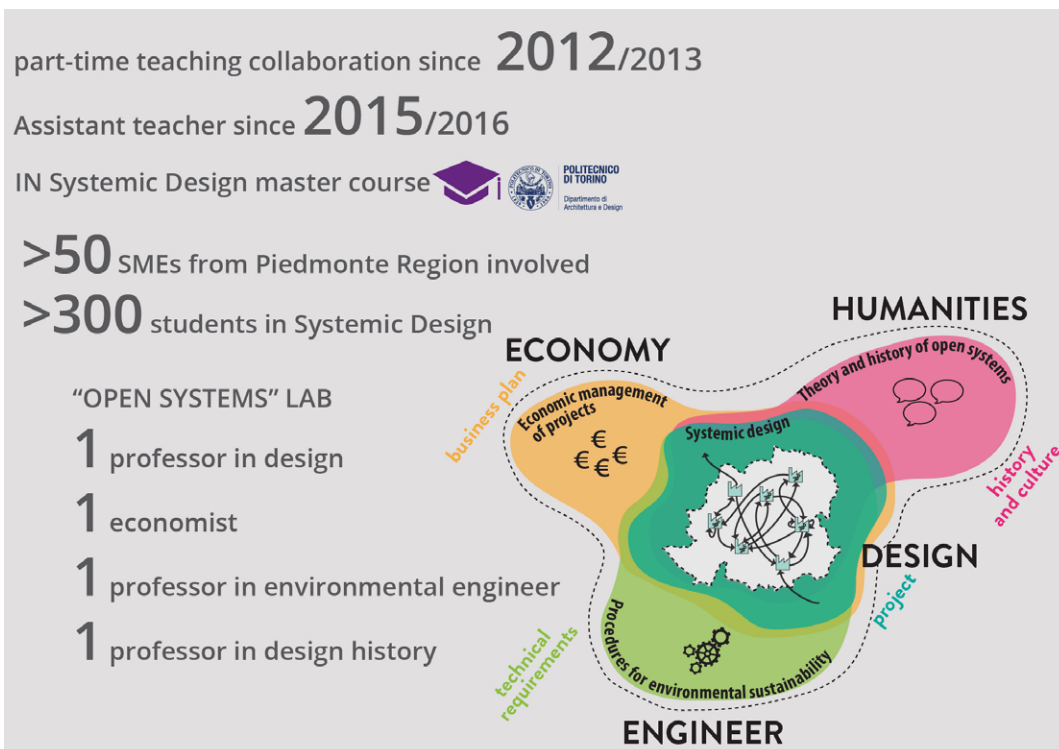 part-time teaching collaboration since 2012/2013
Assistant teacher since 2015/2016
IN Systemic Design master course
POLITECNICO
DI TORINO
Dipartimento di
Architettura e Design
>50 SMEs from Piedmonte Region involved
>300 students in Systemic Design
"OPEN SYSTEMS" LAB
1 professor in design
1 economist
1 professor in environmental engineer
1 professor in design history
HUMANITIES
ECONOMY
business plan
Economic management
of projects
€
€ € €
Theory and history of open systems
Systemic design
history
and culture
DESIGN
project
Procedures for environmental sustainability
technical
requirements
ENGINEER